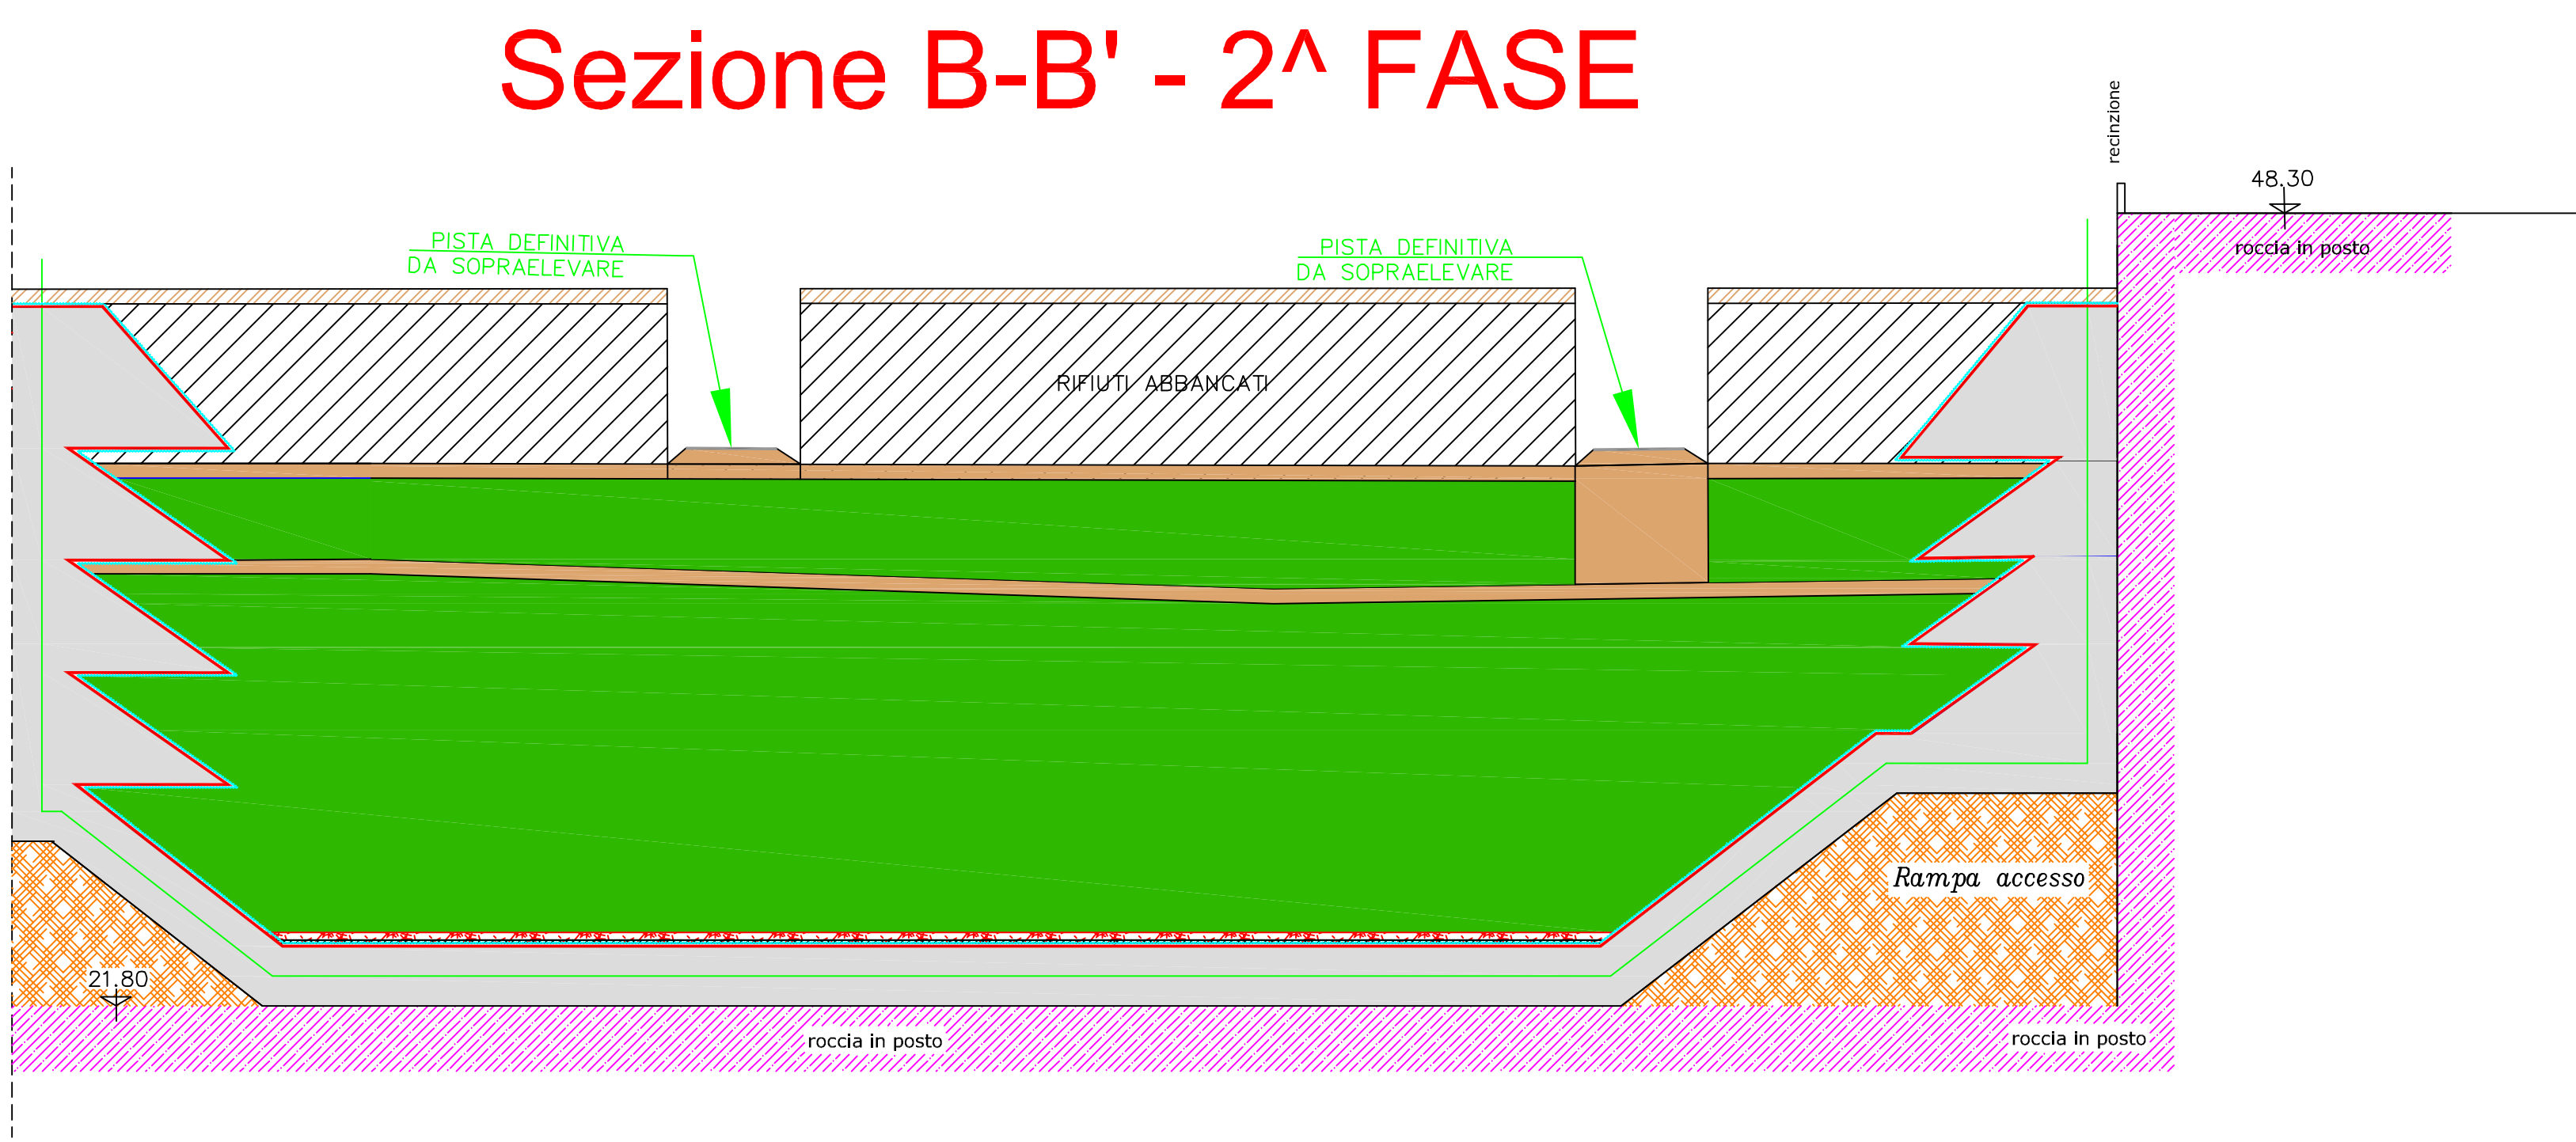 Sezione B-B' - 2^ FASE
recinzione
48.30
roccia in posto
PISTA DEFINITIVA
DA SOPRAELEVARE
PISTA DEFINITIVA
DA SOPRAELEVARE
RIFIUTI ABBANCATI
Rampa accesso
21.80
roccia in posto
roccia in posto